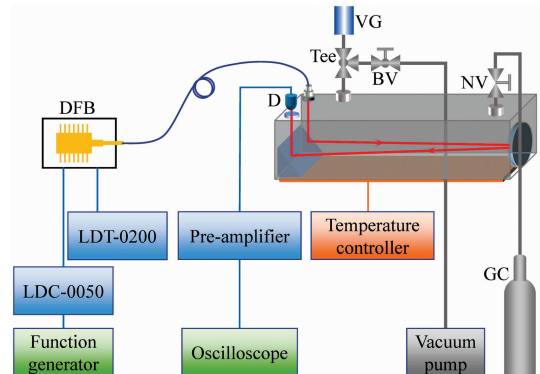 VG
Tee
BV
NV
DFB
D
LDT-0200
Pre-amplifier
Temperature
controller
LDC-0050
GC
Function
generator
Oscilloscope
Vacuum
pump